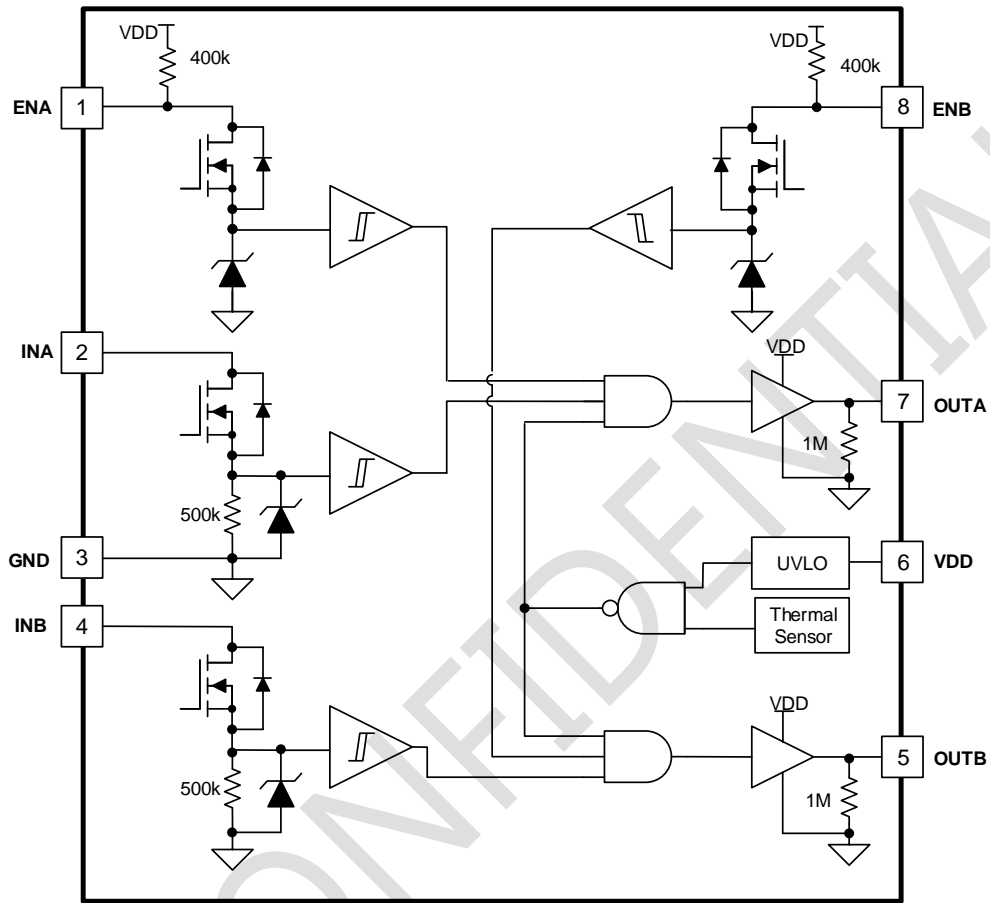 VDD
400k
VDD
400k
ENA
1
8
ENB
INA
2
VDD
7
OUTA
1M
500k
GND
3
UVLO
6
VDD
INB
4
Thermal
Sensor
VDD
5
OUTB
500k
1M
CONFIDENTIAL